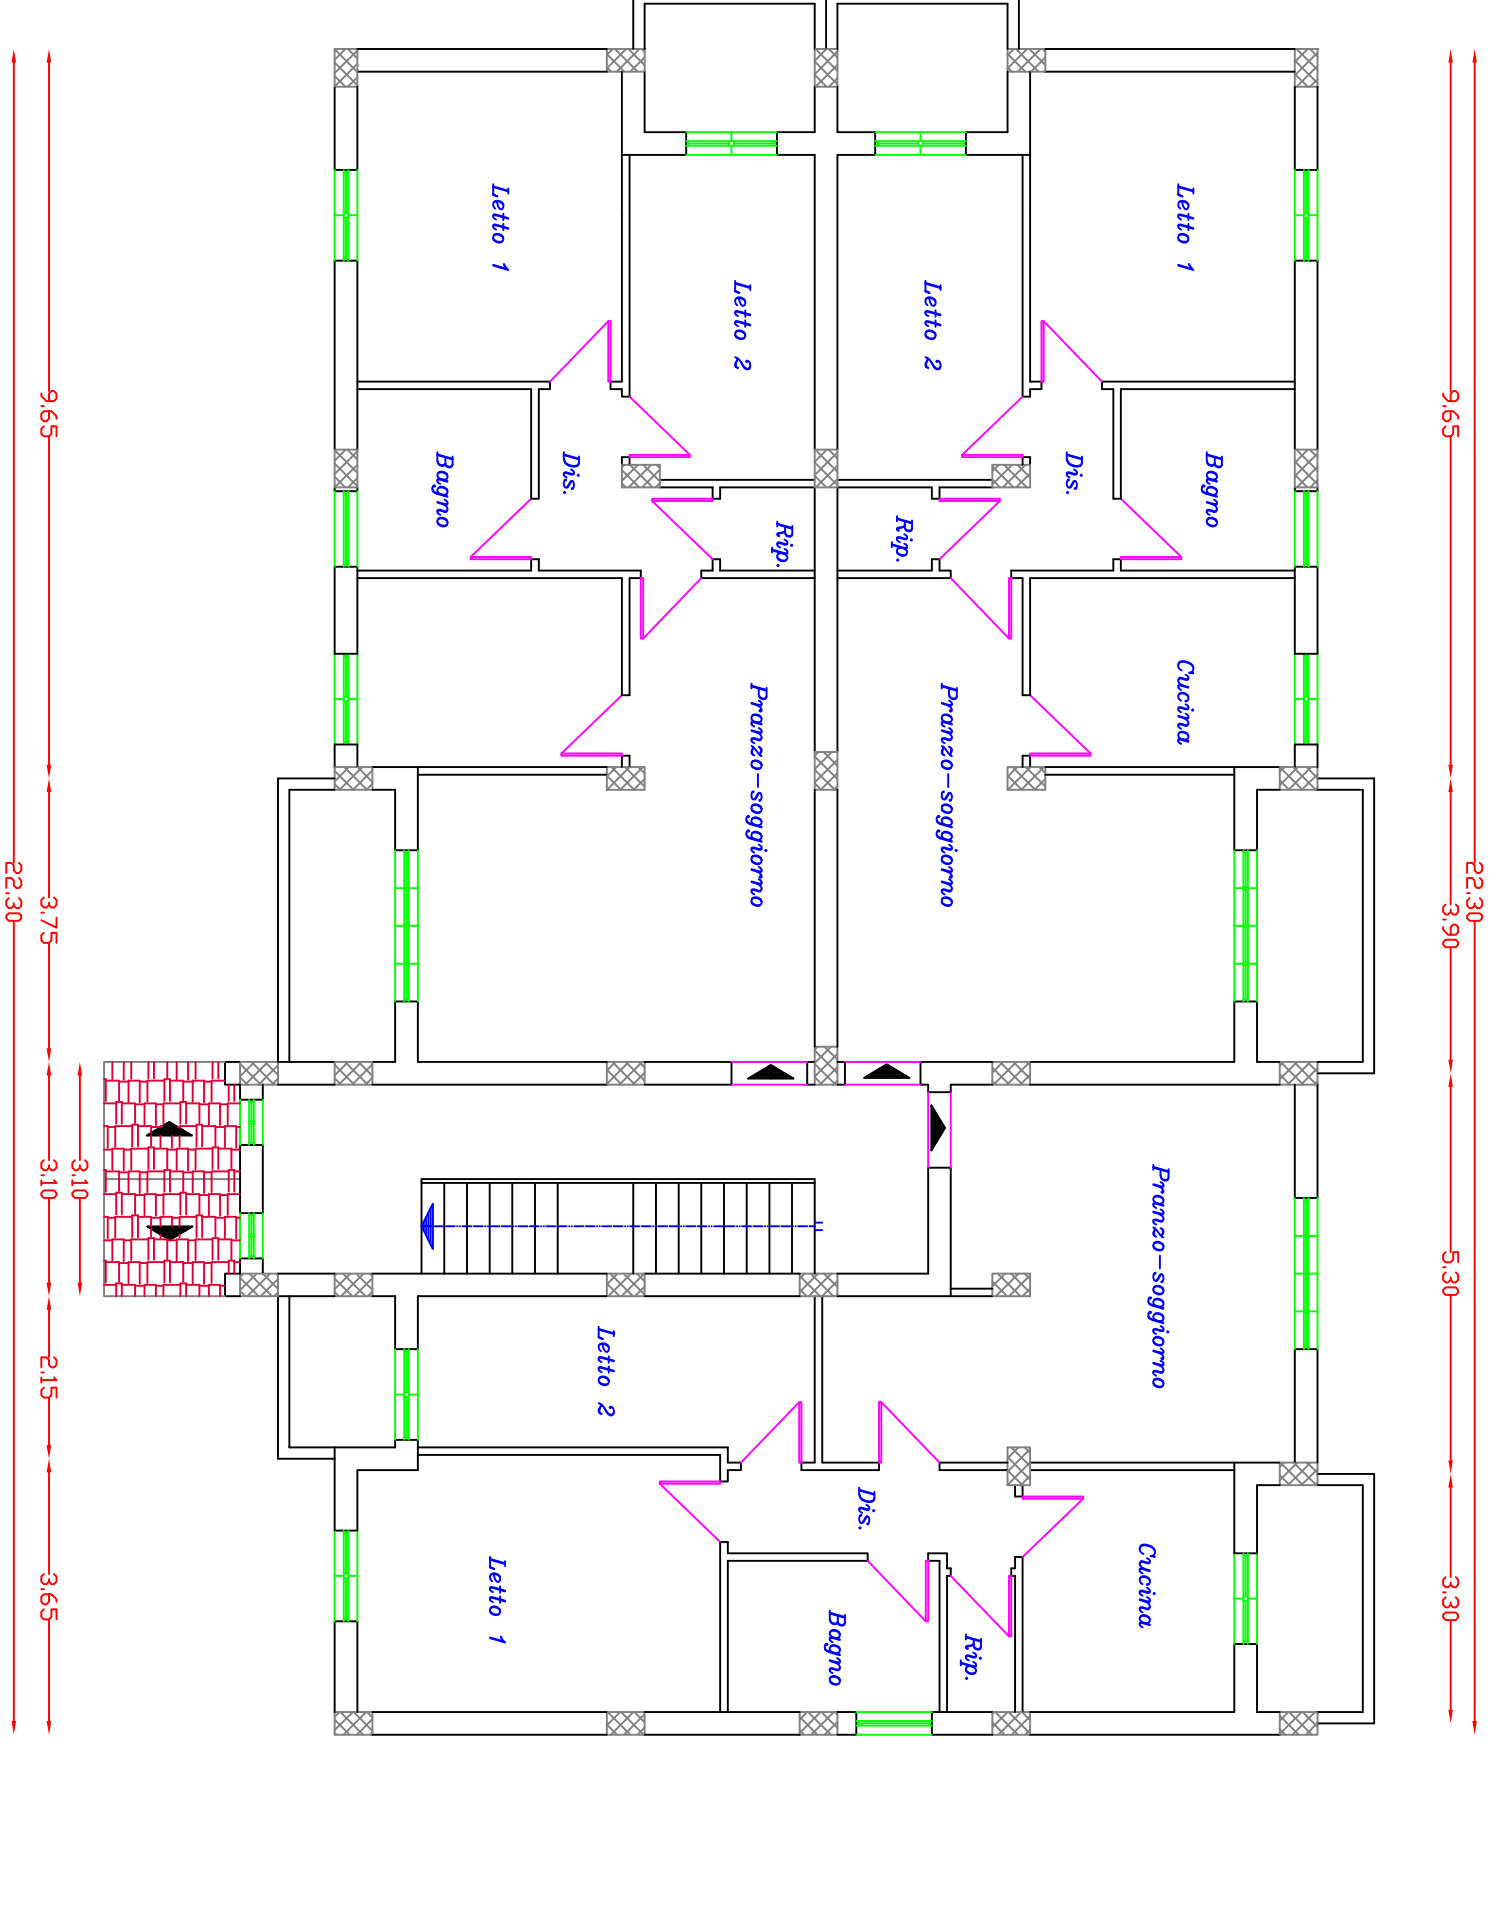 Letto 1
Letto 1
Letto 2
Letto 2
Bagno
Dis.
Dis.
Bagno
Rip.
Rip.
Cucina
Pranzo-soggiorno
Pranzo-soggiorno
Pranzo-soggiorno
Letto 2
Dis.
Letto 1
Bagno
Rip.
Cucina
9.65
3.75
3.10
3.10
2.15
3.65
22.30
9.65
3.90
5.30
3.30
22.30